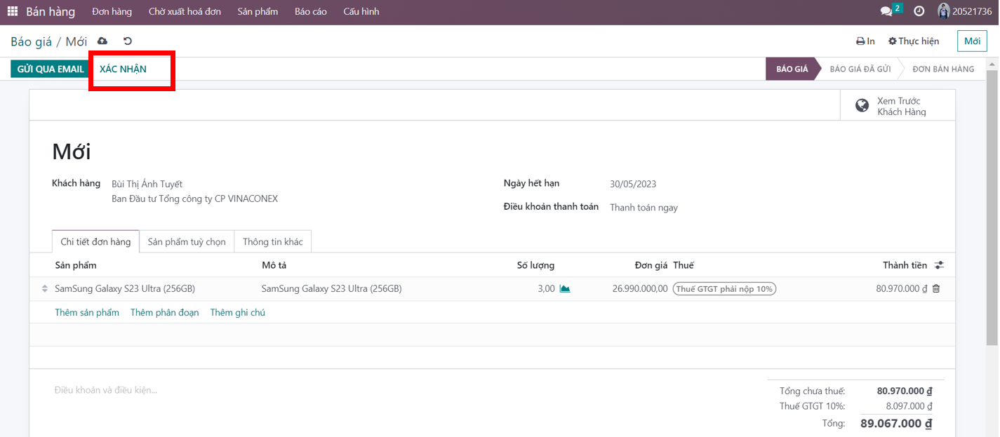 Bán hàng Đơn hàng Chờ xuất hoá đơn Sản phẩm Báo cáo Cấu hình 2 20521736
Báo giá / Mới In Thực hiện Mới
GỬI QUA EMAIL XÁC NHẬN BÁO GIÁ BÁO GIÁ ĐÃ GỬI ĐƠN BÁN HÀNG
Xem Trước
Khách Hàng
Mới
Khách hàng Bùi Thị Ánh Tuyết Ngày hết hạn 30/05/2023
Ban Đầu tư Tổng công ty CP VINACONEX
Điều khoản thanh toán Thanh toán ngay
Chi tiết đơn hàng Sản phẩm tuỳ chọn Thông tin khác
Sản phẩm Mô tả Số lượng Đơn giá Thuế Thành tiền
SamSung Galaxy S23 Ultra (256GB) SamSung Galaxy S23 Ultra (256GB) 3,00 26.990.000,00 Thuế GTGT phải nộp 10% 80.970.000 ₫
Thêm sản phẩm Thêm phân đoạn Thêm ghi chú
Điều khoản và điều kiện...
Tổng chưa thuế: 80.970.000 ₫
Thuế GTGT 10%: 8.097.000 ₫
Tổng: 89.067.000 ₫